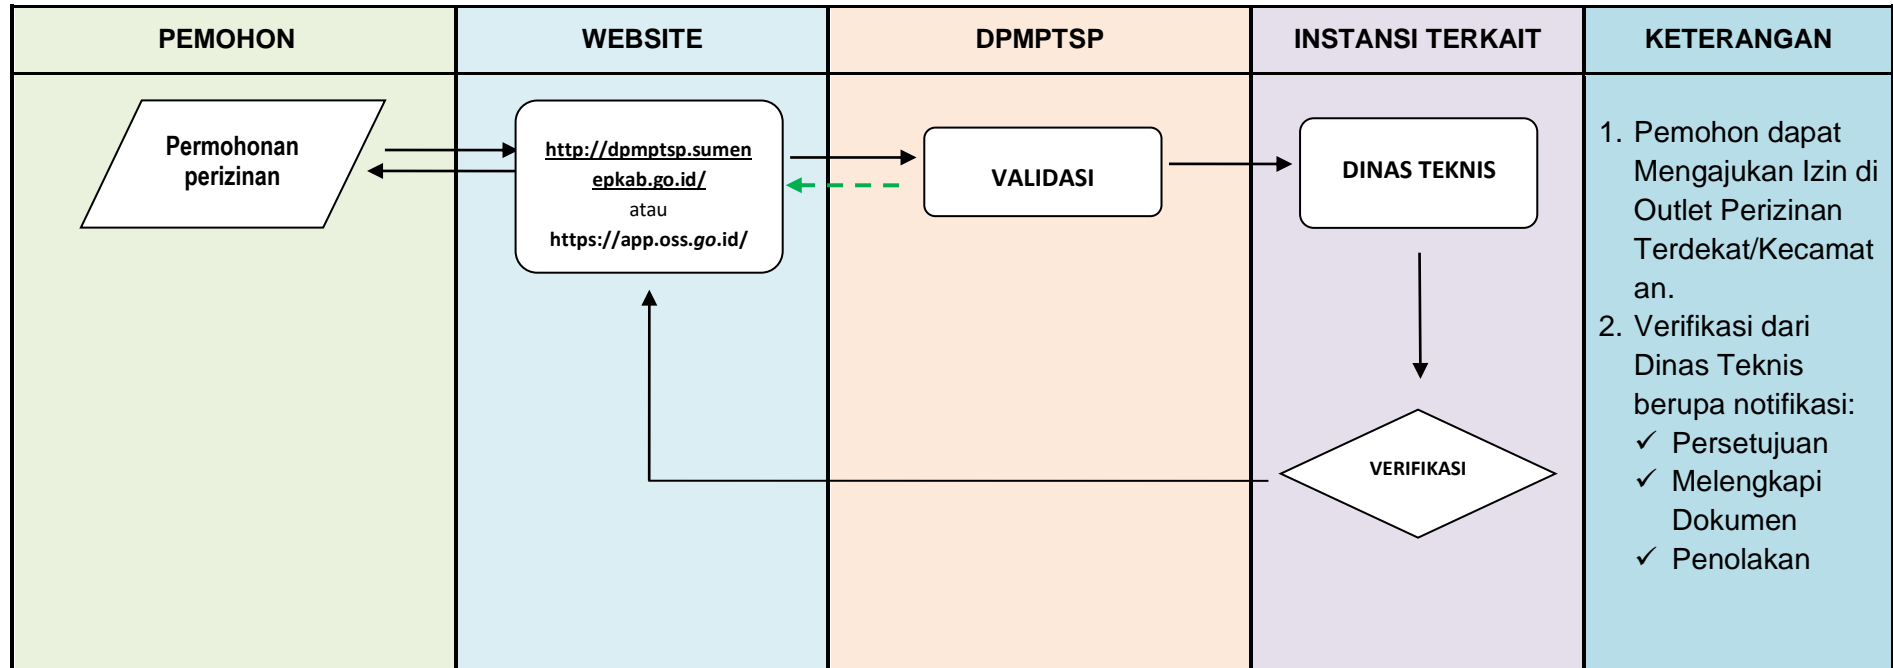 PEMOHON
WEBSITE
DPMPTSP
INSTANSI TERKAIT
KETERANGAN
Permohonan
perizinan
http://dpmptsp.sumen
epkab.go.id/
atau
https://app.oss.go.id/
VALIDASI
DINAS TEKNIS
VERIFIKASI
1. Pemohon dapat
Mengajukan Izin di
Outlet Perizinan
Terdekat/Kecamat
an.
2. Verifikasi dari
Dinas Teknis
berupa notifikasi:
✓ Persetujuan
✓ Melengkapi
Dokumen
✓ Penolakan